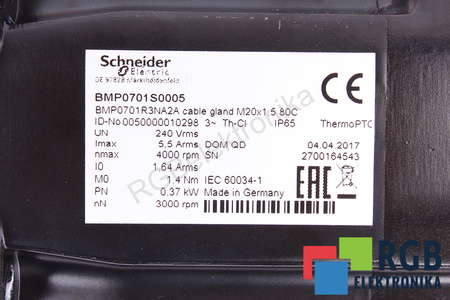 Schneider
Electric
DE 97828 Marktheidenfeld
CE
BMP0701S0005
BMP0701R3NA2A cable gland M20x1,5 80C
ID-No 0050000010298 3~ Th-Cl IP65 ThermoPTC
UN 240 Vrms
Imax 5,5 Arms DOM QD 04.04.2017
nmax 4000 rpm SN 2700164543
I0 1.64 Arms
M0 1,4 Nm IEC 60034-1
PN 0,37 kW Made in Germany
nN 3000 rpm
EAC
RGB
ELEKTRONIKA